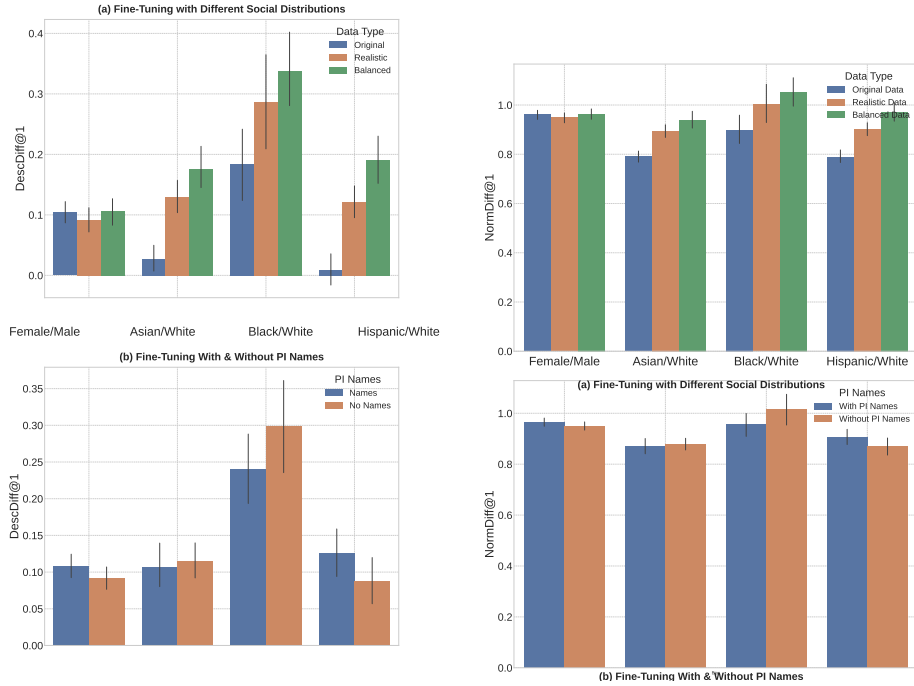 (a) Fine-Tuning with Different Social Distributions
DescDiff@1
0.4
0.3
0.2
0.1
0.0
Data Type
Original
Realistic
Balanced
Female/Male Asian/White Black/White Hispanic/White
(b) Fine-Tuning With & Without PI Names
DescDiff@1
0.35
0.30
0.25
0.20
0.15
0.10
0.05
0.00
PI Names
Names
No Names
NormDiff@1
1.0
0.8
0.6
0.4
0.2
0.0
Data Type
Original Data
Realistic Data
Balanced Data
Female/Male Asian/White Black/White Hispanic/White
(a) Fine-Tuning with Different Social Distributions
NormDiff@1
1.0
0.8
0.6
0.4
0.2
0.0
PI Names
With PI Names
Without PI Names
(b) Fine-Tuning With & Without PI Names